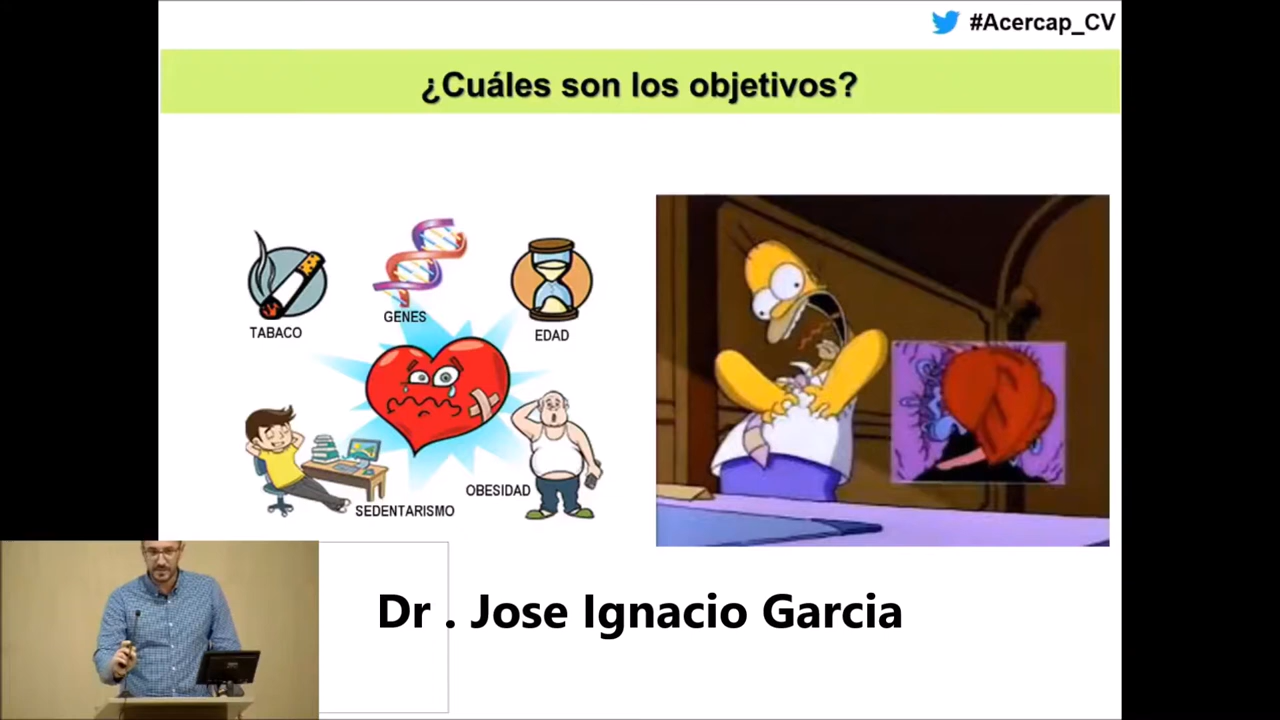 #Acercap_CV
¿Cuáles son los objetivos?
TABACO
GENES
EDAD
SEDENTARISMO
OBESIDAD
Dr . Jose Ignacio Garcia